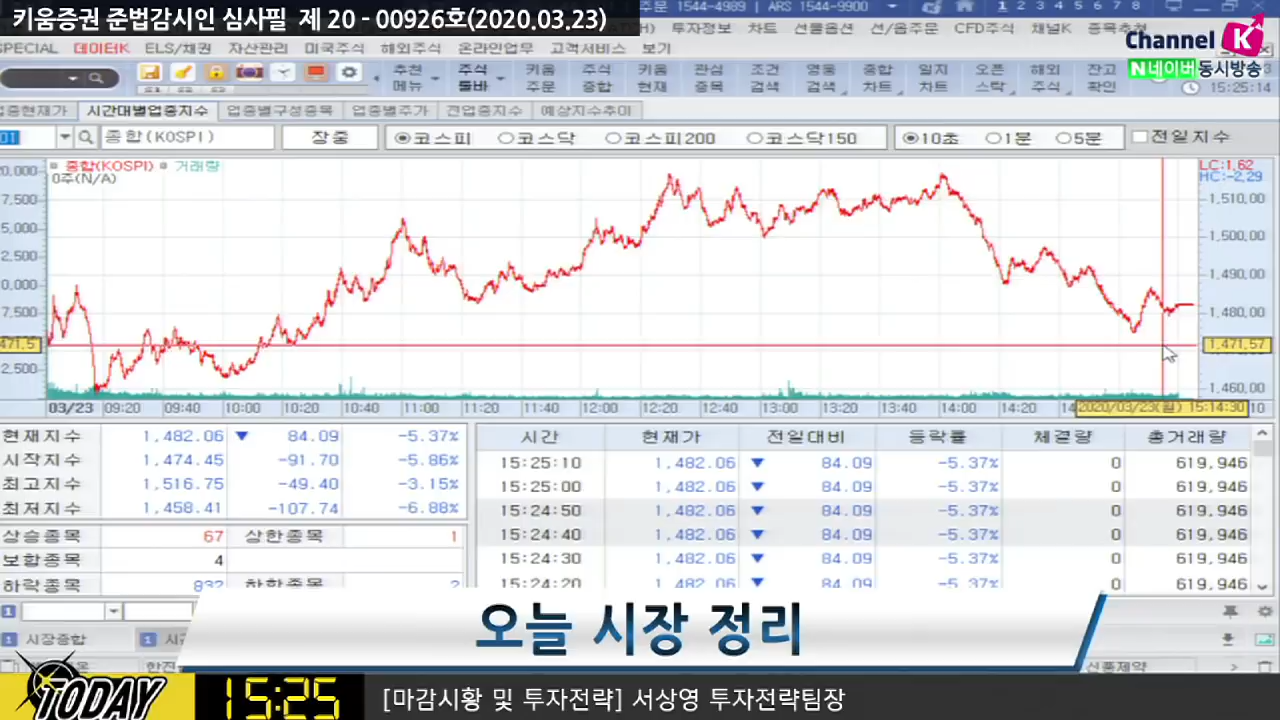 키움증권 준법감시인 심사필 제 20 - 00926호(2020.03.23)
주문 1544-4989 | ARS 1544-9900
1 2 3 4 5 6 7 8
Channel K
N네이버 동시방송
투자정보 차트 선물옵션 선/옵주문 CFD주식 채널K 종목추천
SPECIAL 데이터K ELS/채권 자산관리 미국주식 해외주식 온라인업무 고객서비스 보기
추천 주식 키움 주식 키움 관심 조건 영웅 종합 일지 오픈 해외 잔고
메뉴 툴바 주문 종합 현재 종목 검색 검색 차트 차트 스탁 주식 확인
15:25:14
업종현재가 시간대별업종지수 업종별구성종목 업종별주가 전업종지수 예상지수추이
01 종합(KOSPI) 장중 코스피 코스닥 코스피200 코스닥150 10초 1분 5분 전일지수
종합(KOSPI) 거래량
0주(N/A)
LC:1.62
HC:-2.29
1,510.00
1,500.00
1,490.00
1,480.00
1,471.57
1,460.00
03/23 09:20 09:40 10:00 10:20 10:40 11:00 11:20 11:40 12:00 12:20 12:40 13:00 13:20 13:40 14:00 14:20 2020/03/23(월) 15:14:30
현재지수 1,482.06 ▼ 84.09 -5.37%
시작지수 1,474.45 -91.70 -5.86%
최고지수 1,516.75 -49.40 -3.15%
최저지수 1,458.41 -107.74 -6.88%
상승종목 67 상한종목 1
보합종목 4
하락종목 832 하한종목 2
시간 현재가 전일대비 등락률 체결량 총거래량
15:25:10 1,482.06 ▼ 84.09 -5.37% 0 619,946
15:25:00 1,482.06 ▼ 84.09 -5.37% 0 619,946
15:24:50 1,482.06 ▼ 84.09 -5.37% 0 619,946
15:24:40 1,482.06 ▼ 84.09 -5.37% 0 619,946
15:24:30 1,482.06 ▼ 84.09 -5.37% 0 619,946
15:24:20 1,482.06 ▼ 84.09 -5.37% 0 619,946
오늘 시장 정리
1 시장종합 1
신풍제약
TODAY 15:25 [마감시황 및 투자전략] 서상영 투자전략팀장